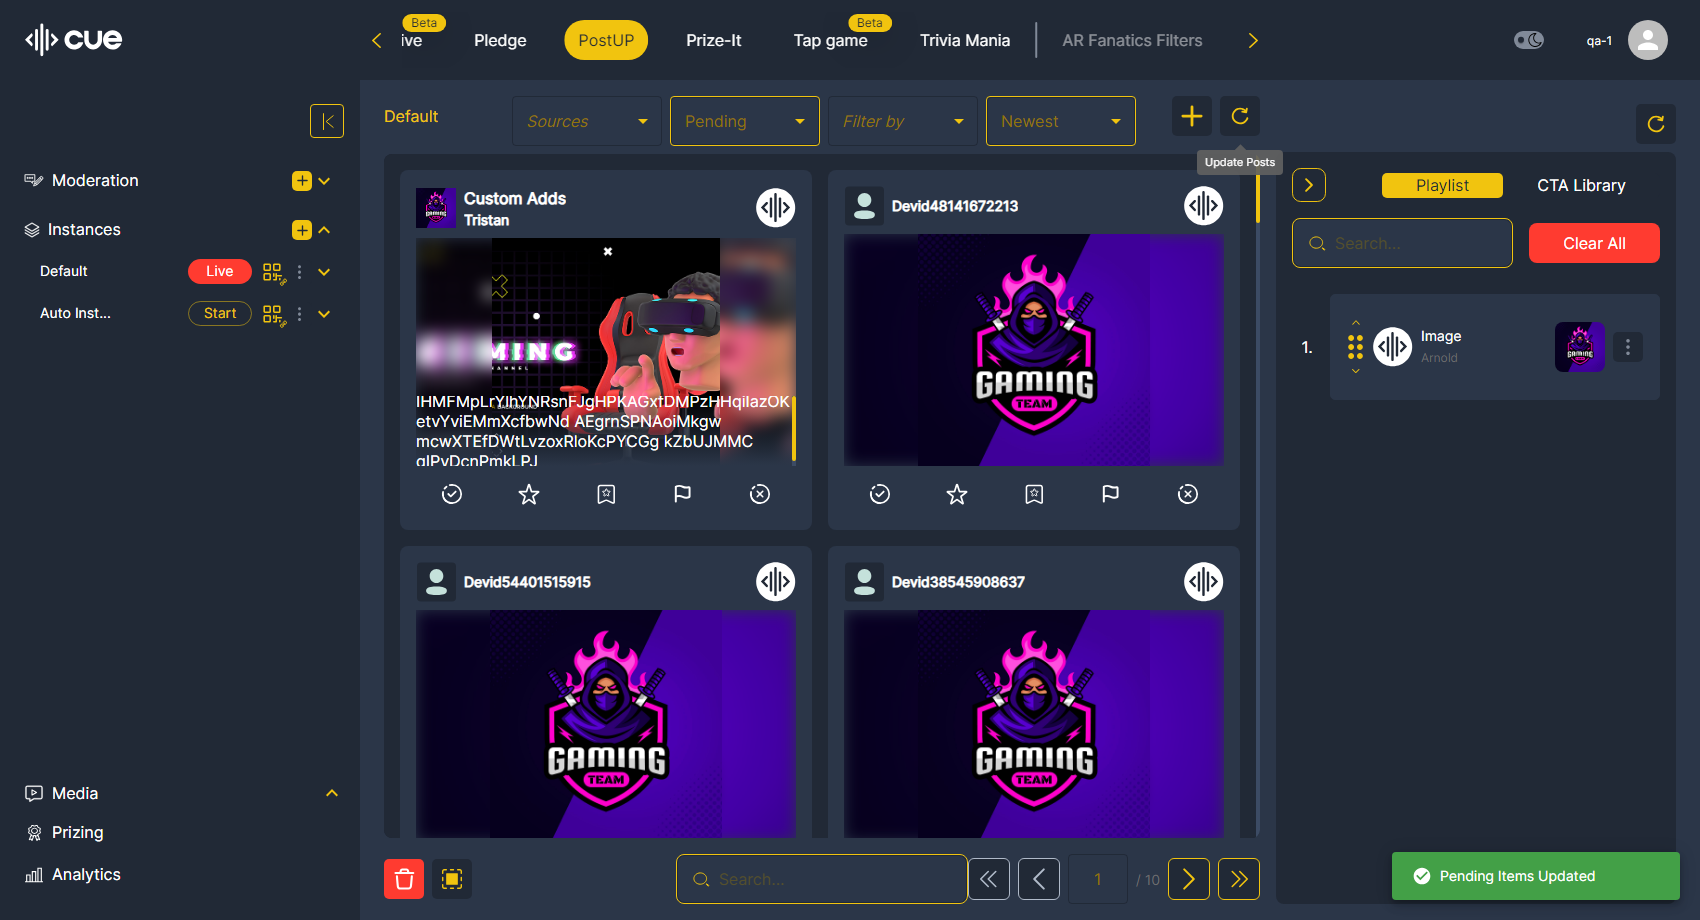 cue
ive
Beta
Pledge
PostUP
Prize-It
Tap game
Beta
Trivia Mania
AR Fanatics Filters
qa-1
Moderation
Instances
Default
Live
Auto Inst...
Start
Media
Prizing
Analytics
Default
Sources
Pending
Filter by
Newest
Update Posts
Custom Adds
Tristan
GAMING
MING
CHANNEL
etvYviEMmXcfbwNd AEgrnSPNAoiMkgw
mcwXTEfDWtLvzoxRloKcPYCGg kZbUJMMC
Devid48141672213
GAMING
TEAM
Devid54401515915
GAMING
TEAM
Devid38545908637
GAMING
TEAM
Search...
1
/ 10
Playlist
CTA Library
Search...
Clear All
1.
Image
Arnold
GAMING
Pending Items Updated